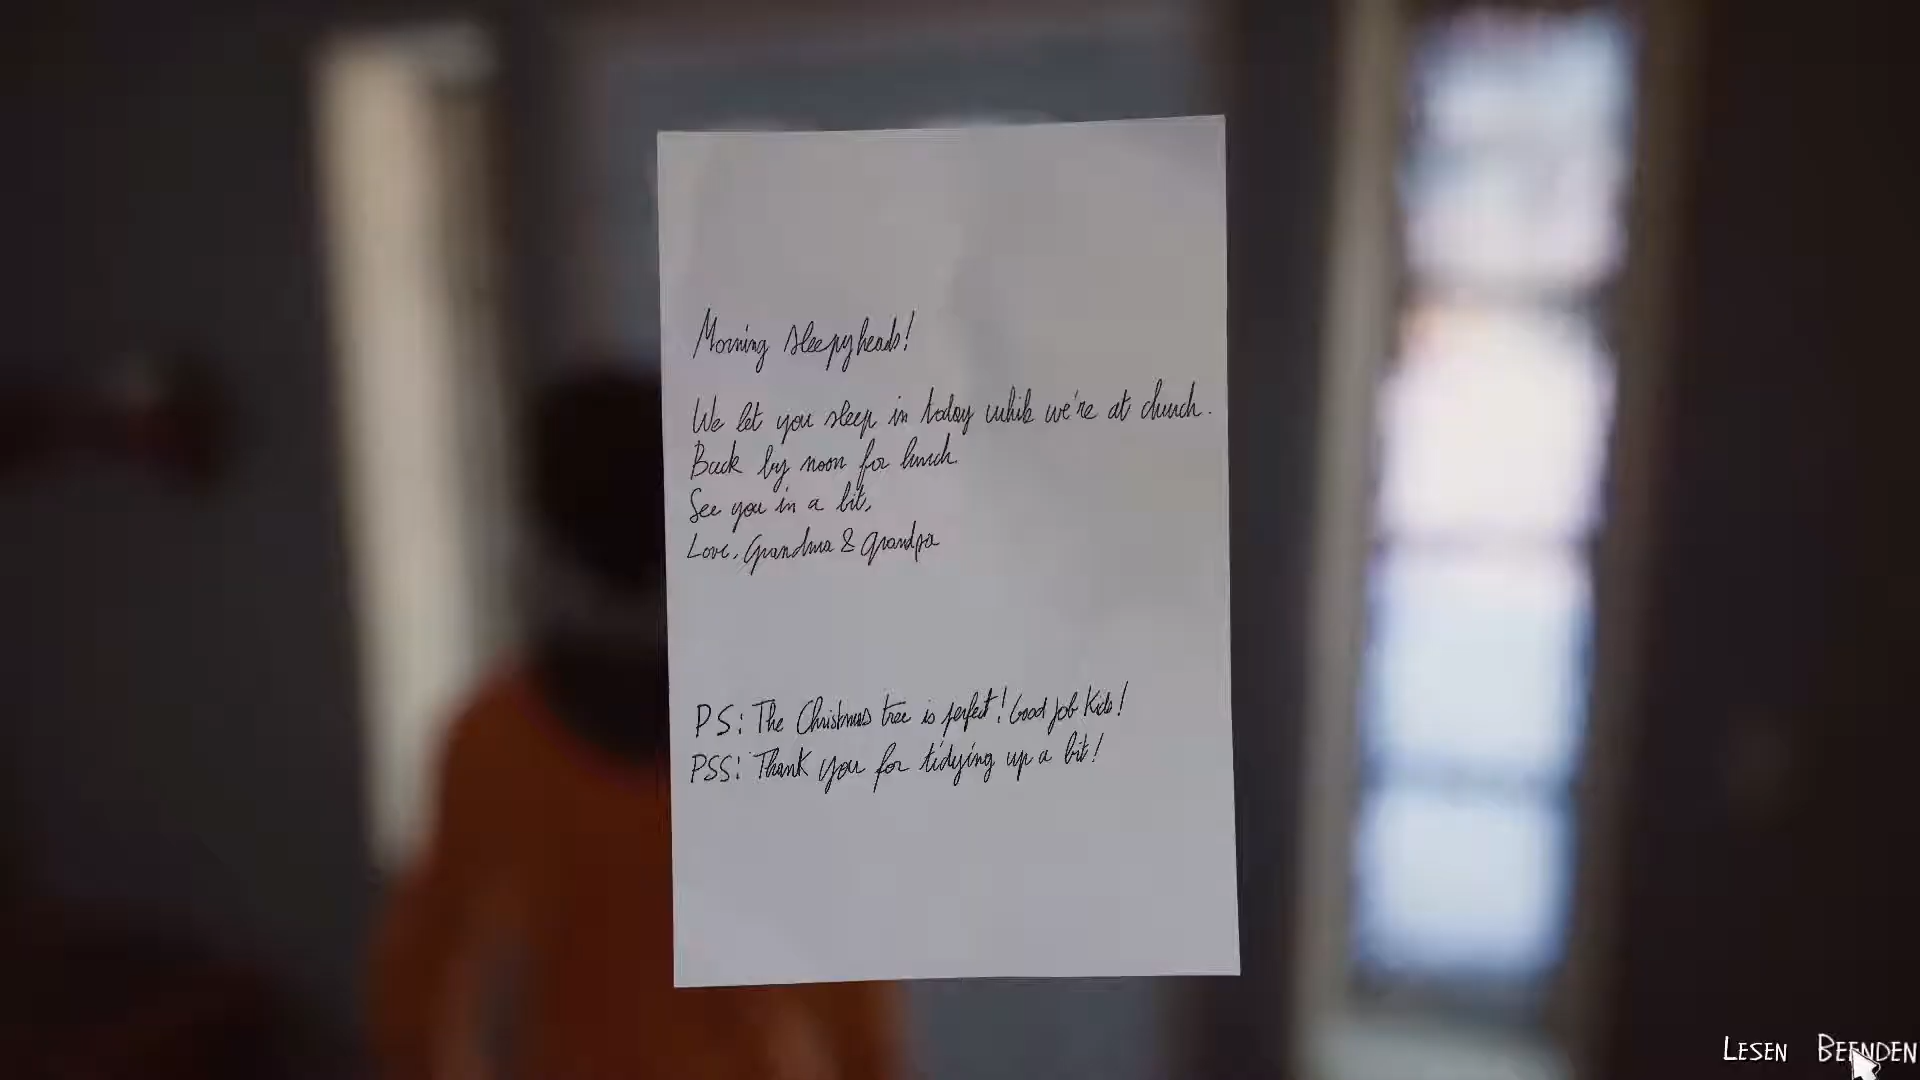 Morning sleepyheads!
We let you sleep in today while we're at church.
Back by noon for lunch.
See you in a bit,
Love, Grandma & Grandpa
PS: The Christmas tree is perfect! Good job Kids!
PSS: Thank you for tidying up a bit!
LESEN BEENDEN